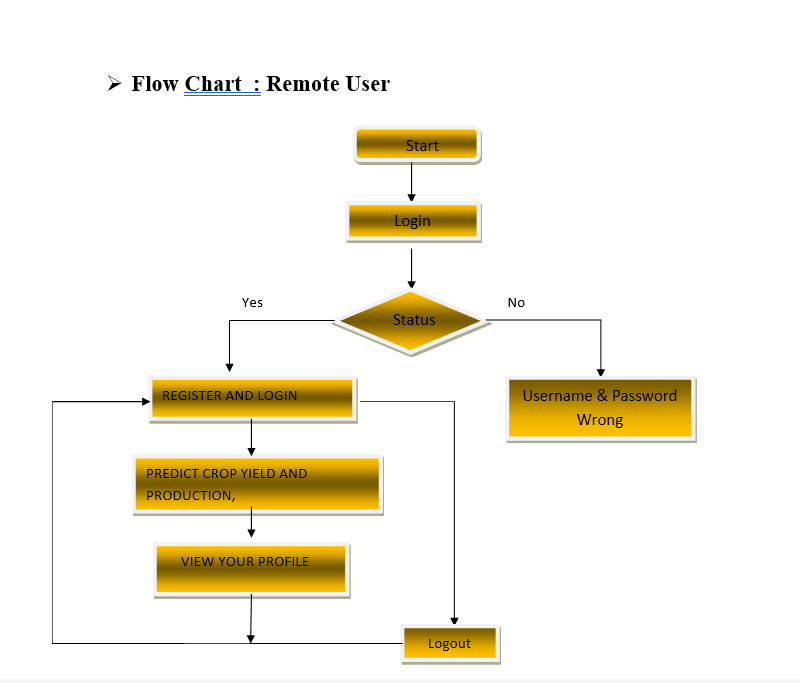 ➢ Flow Chart : Remote User
Start
Login
Yes
No
Status
REGISTER AND LOGIN
Username & Password
Wrong
PREDICT CROP YIELD AND
PRODUCTION,
VIEW YOUR PROFILE
Logout